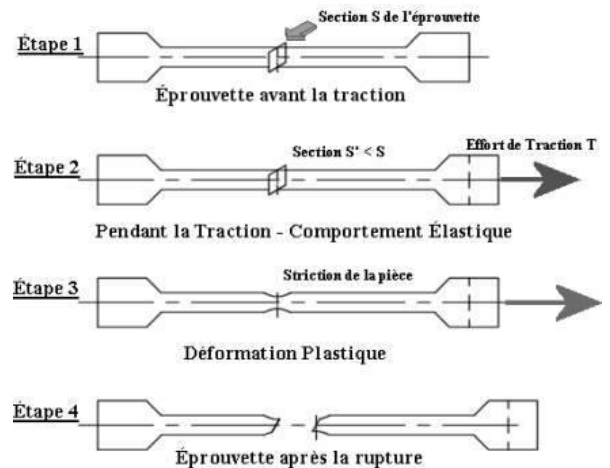 Section S de l'éprouvette
Étape 1
Éprouvette avant la traction
Section S' < S
Effort de Traction T
Étape 2
Pendant la Traction - Comportement Élastique
Striction de la pièce
Étape 3
Déformation Plastique
Étape 4
Éprouvette après la rupture